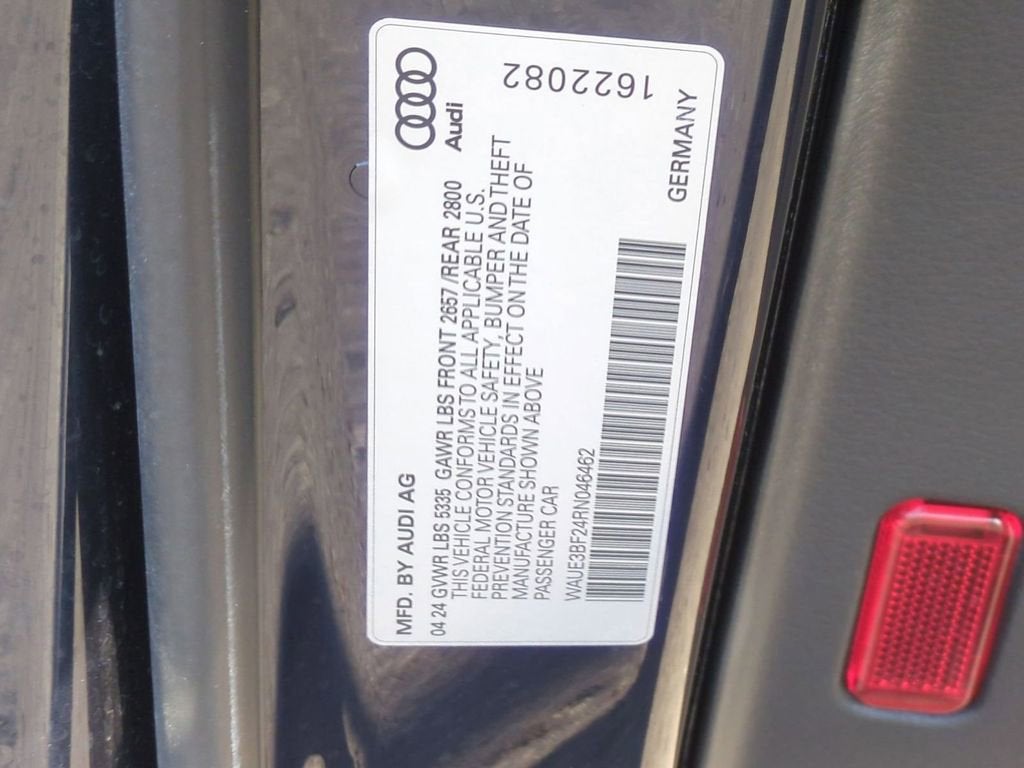 MFD. BY AUDI AG
Audi
04 24 GVWR LBS 5335 GAWR LBS FRONT 2657 /REAR 2800
THIS VEHICLE CONFORMS TO ALL APPLICABLE U.S.
FEDERAL MOTOR VEHICLE SAFETY, BUMPER AND THEFT
PREVENTION STANDARDS IN EFFECT ON THE DATE OF
MANUFACTURE SHOWN ABOVE
PASSENGER CAR
WAUE3BF24RN046462
GERMANY
1622082